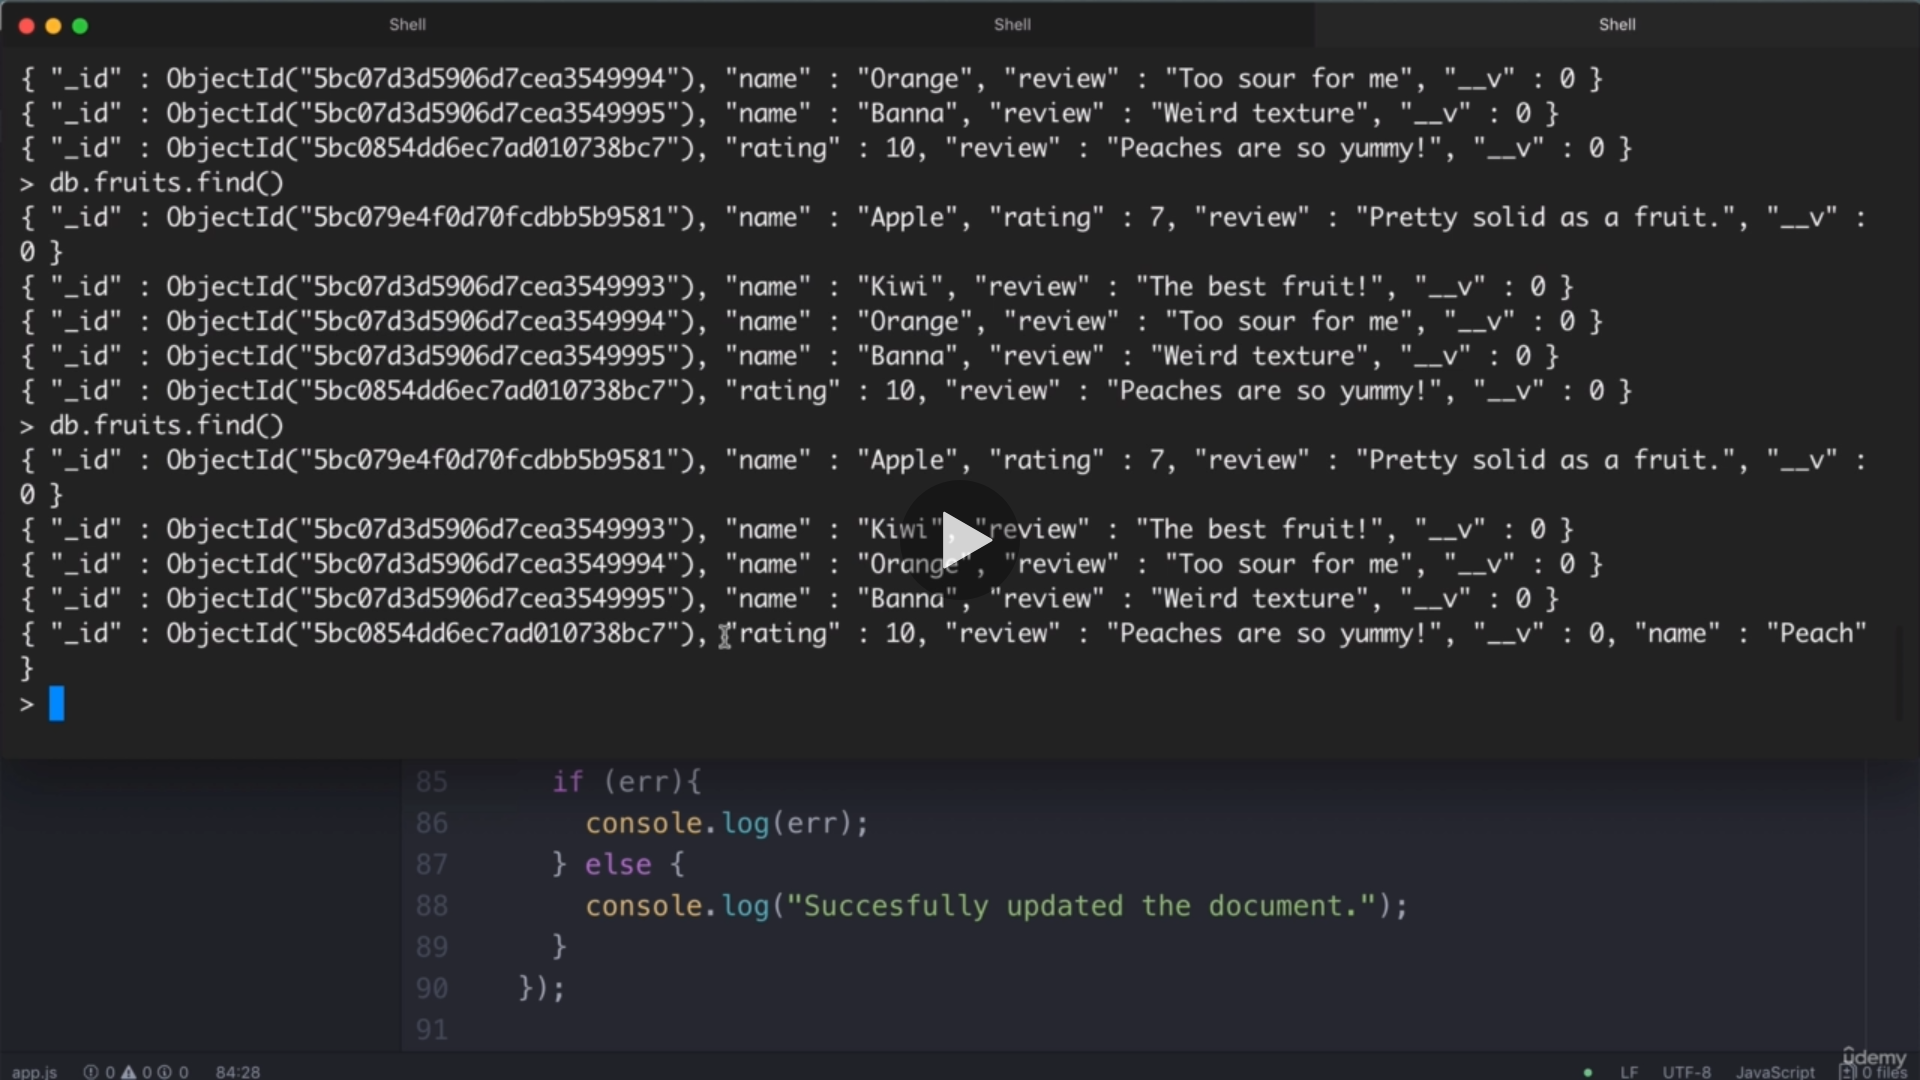 Shell Shell Shell
{ "_id" : ObjectId("5bc07d3d5906d7cea3549994"), "name" : "Orange", "review" : "Too sour for me", "__v" : 0 }
{ "_id" : ObjectId("5bc07d3d5906d7cea3549995"), "name" : "Banna", "review" : "Weird texture", "__v" : 0 }
{ "_id" : ObjectId("5bc0854dd6ec7ad010738bc7"), "rating" : 10, "review" : "Peaches are so yummy!", "__v" : 0 }
> db.fruits.find()
{ "_id" : ObjectId("5bc079e4f0d70fcdbb5b9581"), "name" : "Apple", "rating" : 7, "review" : "Pretty solid as a fruit.", "__v" :
0 }
{ "_id" : ObjectId("5bc07d3d5906d7cea3549993"), "name" : "Kiwi", "review" : "The best fruit!", "__v" : 0 }
{ "_id" : ObjectId("5bc07d3d5906d7cea3549994"), "name" : "Orange", "review" : "Too sour for me", "__v" : 0 }
{ "_id" : ObjectId("5bc07d3d5906d7cea3549995"), "name" : "Banna", "review" : "Weird texture", "__v" : 0 }
{ "_id" : ObjectId("5bc0854dd6ec7ad010738bc7"), "rating" : 10, "review" : "Peaches are so yummy!", "__v" : 0 }
> db.fruits.find()
{ "_id" : ObjectId("5bc079e4f0d70fcdbb5b9581"), "name" : "Apple", "rating" : 7, "review" : "Pretty solid as a fruit.", "__v" :
0 }
{ "_id" : ObjectId("5bc07d3d5906d7cea3549993"), "name" : "Kiwi", "review" : "The best fruit!", "__v" : 0 }
{ "_id" : ObjectId("5bc07d3d5906d7cea3549994"), "name" : "Orange", "review" : "Too sour for me", "__v" : 0 }
{ "_id" : ObjectId("5bc07d3d5906d7cea3549995"), "name" : "Banna", "review" : "Weird texture", "__v" : 0 }
{ "_id" : ObjectId("5bc0854dd6ec7ad010738bc7"), "rating" : 10, "review" : "Peaches are so yummy!", "__v" : 0, "name" : "Peach"
}
>
85 if (err){
86 console.log(err);
87 } else {
88 console.log("Succesfully updated the document.");
89 }
90 });
91
ûdemy
app.js 0 0 0 84:28 LF UTF-8 JavaScript 0 files